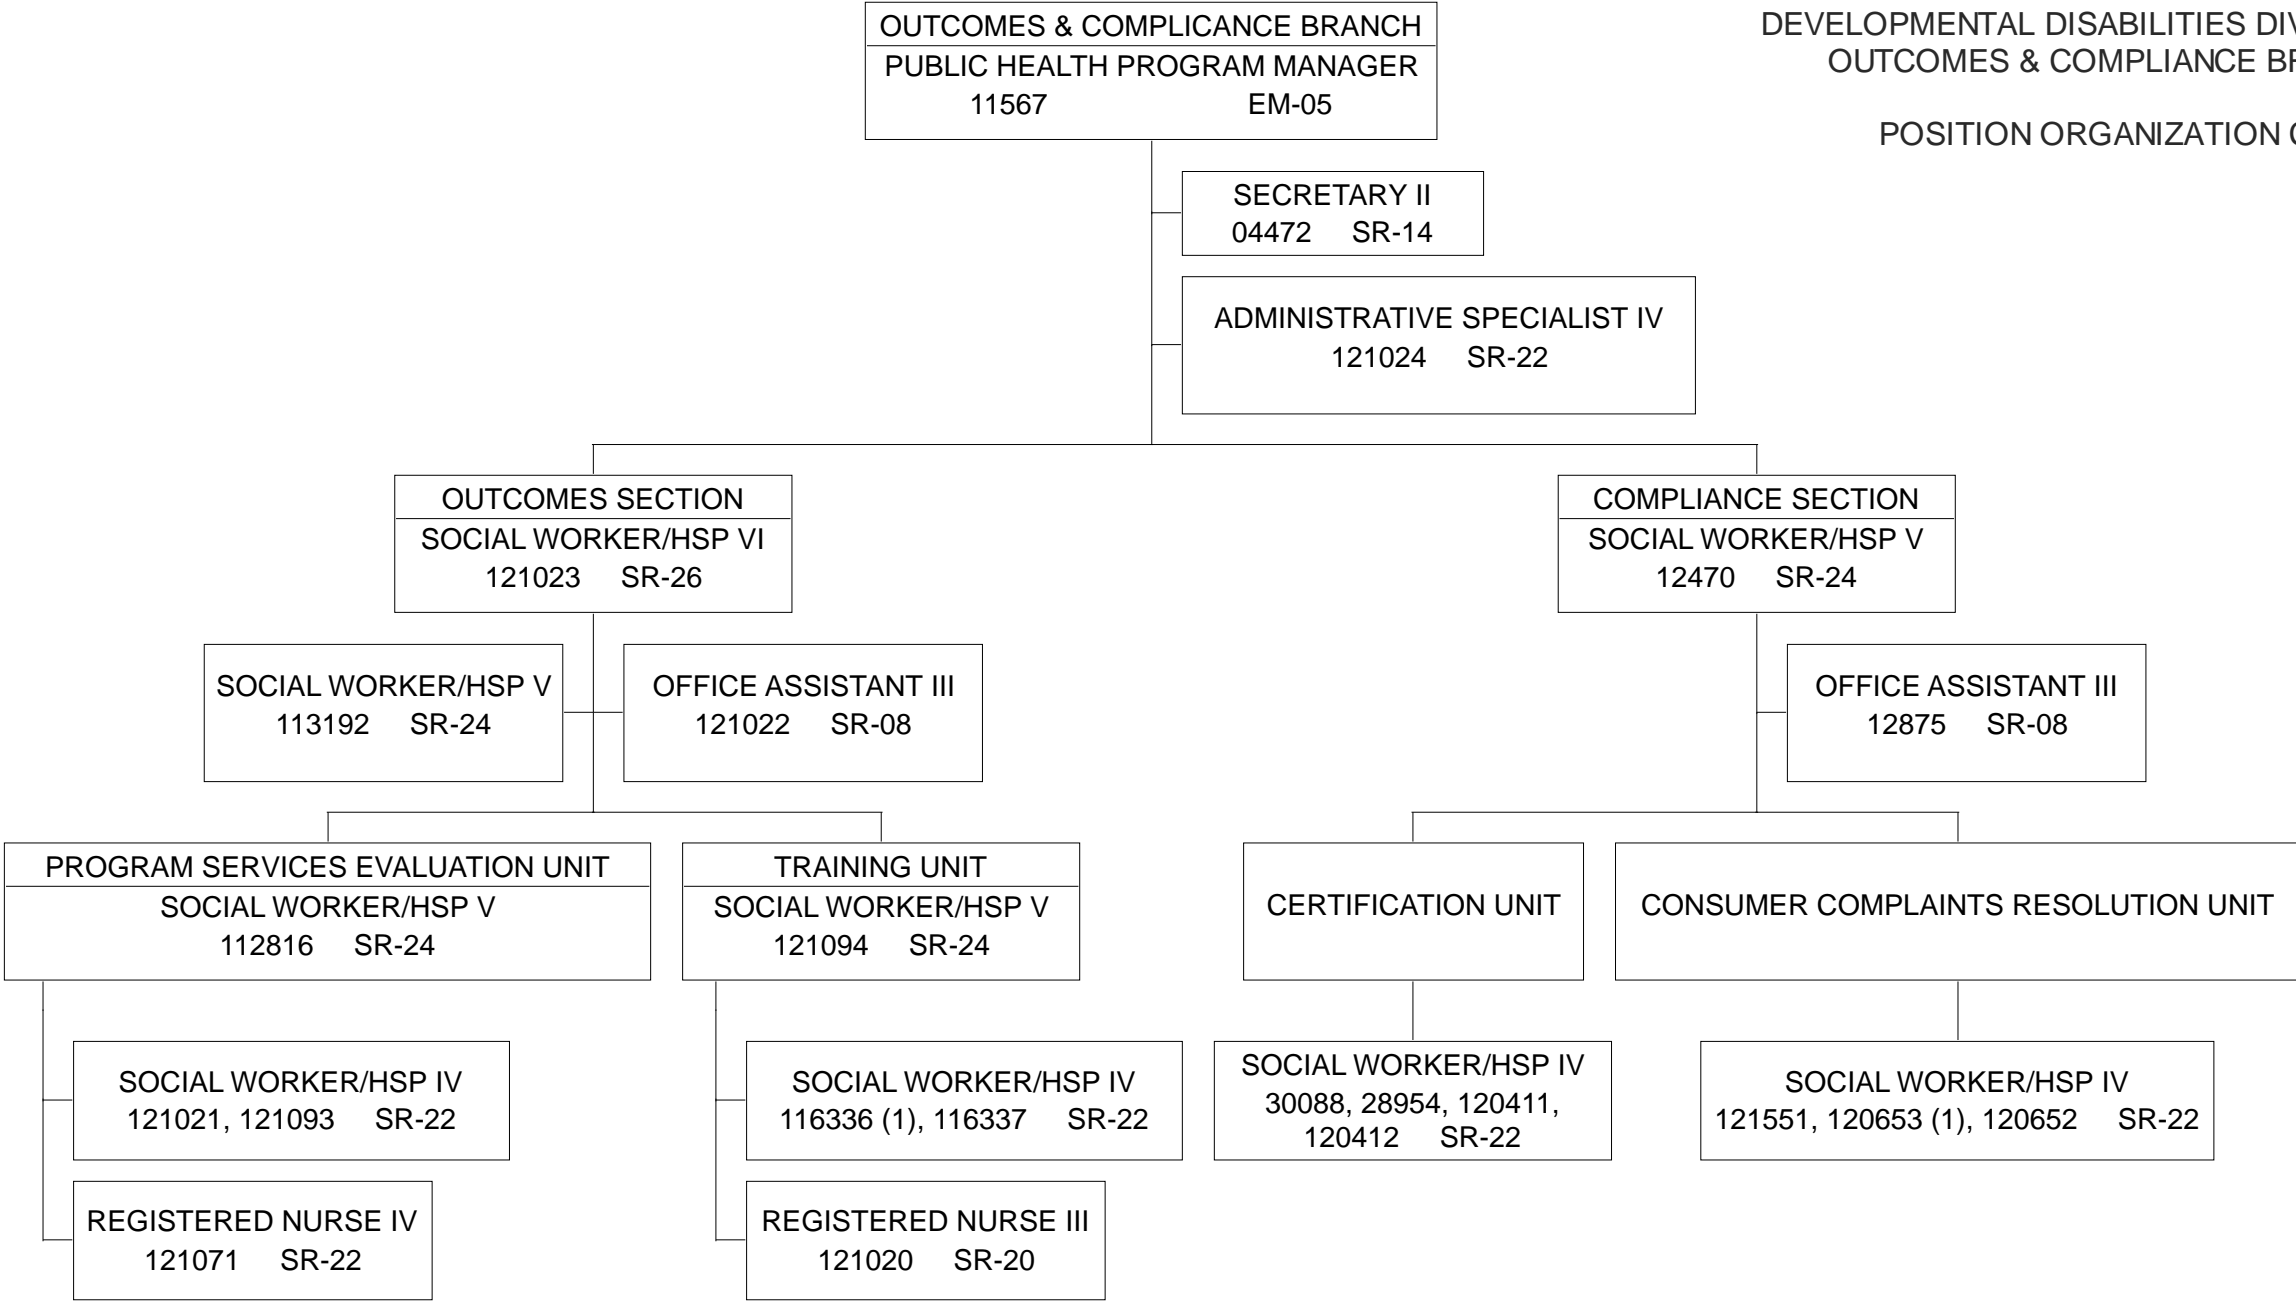 OUTCOMES & COMPLICANCE BRANCH
PUBLIC HEALTH PROGRAM MANAGER
11567 EM-05
DEVELOPMENTAL DISABILITIES
OUTCOMES & COMPLIANCE
POSITION ORGANIZATION
SECRETARY II
04472 SR-14
ADMINISTRATIVE SPECIALIST IV
121024 SR-22
OUTCOMES SECTION
SOCIAL WORKER/HSP VI
121023 SR-26
COMPLIANCE SECTION
SOCIAL WORKER/HSP V
12470 SR-24
SOCIAL WORKER/HSP V
113192 SR-24
OFFICE ASSISTANT III
121022 SR-08
OFFICE ASSISTANT III
12875 SR-08
PROGRAM SERVICES EVALUATION UNIT
SOCIAL WORKER/HSP V
112816 SR-24
TRAINING UNIT
SOCIAL WORKER/HSP V
121094 SR-24
CERTIFICATION UNIT
CONSUMER COMPLAINTS RESOLUTION UNIT
SOCIAL WORKER/HSP IV
121021, 121093 SR-22
SOCIAL WORKER/HSP IV
116336 (1), 116337 SR-22
SOCIAL WORKER/HSP IV
30088, 28954, 120411,
120412 SR-22
SOCIAL WORKER/HSP IV
121551, 120653 (1), 120652 SR-22
REGISTERED NURSE IV
121071 SR-22
REGISTERED NURSE III
121020 SR-20